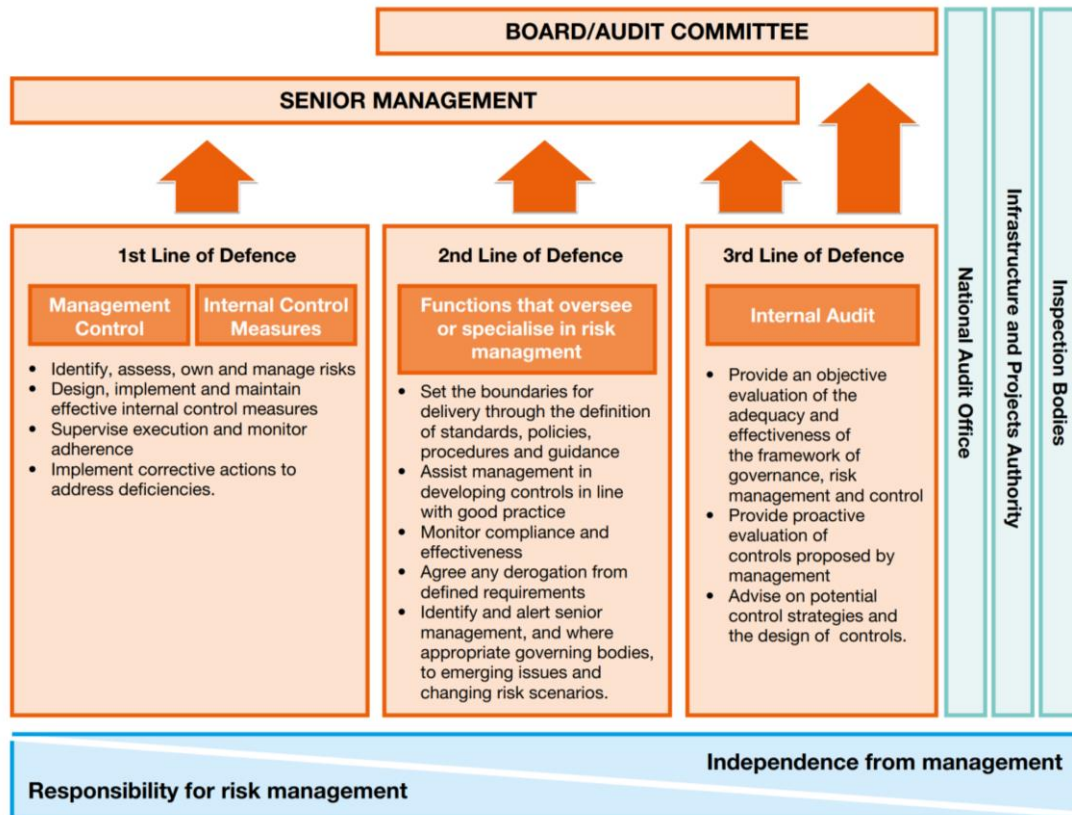 BOARD/AUDIT COMMITTEE
SENIOR MANAGEMENT
1st Line of Defence
Management
Control
Internal Control
Measures
• Identify, assess, own and manage risks
• Design, implement and maintain
effective internal control measures
• Supervise execution and monitor
adherence
• Implement corrective actions to
address deficiencies.
2nd Line of Defence
Functions that oversee
or specialise in risk
managment
• Set the boundaries for
delivery through the definition
of standards, policies,
procedures and guidance
• Assist management in
developing controls in line
with good practice
• Monitor compliance and
effectiveness
• Agree any derogation from
defined requirements
• Identify and alert senior
management, and where
appropriate governing bodies,
to emerging issues and
changing risk scenarios.
3rd Line of Defence
Internal Audit
• Provide an objective
evaluation of the
adequacy and
effectiveness of
the framework of
governance, risk
management and control
• Provide proactive
evaluation of
controls proposed by
management
• Advise on potential
control strategies and
the design of controls.
National Audit Office
Infrastructure and Projects Authority
Inspection Bodies
Independence from management
Responsibility for risk management